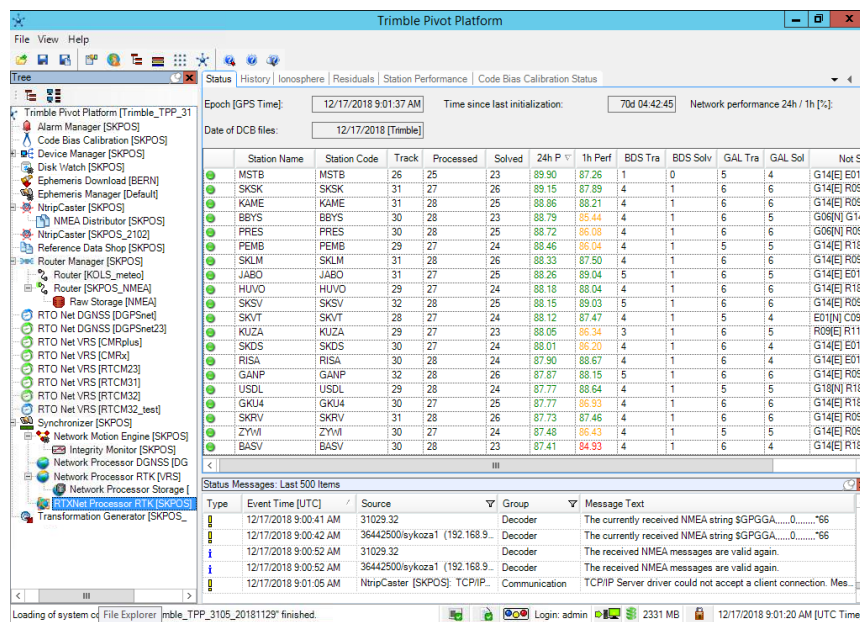 Trimble Pivot Platform
File View Help
Tree
Trimble Pivot Platform [Trimble_TPP_31
Alarm Manager [SKPOS]
Code Bias Calibration [SKPOS]
Device Manager [SKPOS]
Disk Watch [SKPOS]
Ephemeris Download [BERN]
Ephemeris Manager [Default]
NtripCaster [SKPOS]
NMEA Distributor [SKPOS]
NtripCaster [SKPOS_2102]
Reference Data Shop [SKPOS]
Router Manager [SKPOS]
Router [KOLS_meteo]
Router [SKPOS_NMEA]
Raw Storage [NMEA]
RTO Net DGNSS [DGPSnet]
RTO Net DGNSS [DGPSnet23]
RTO Net VRS [CMRplus]
RTO Net VRS [CMRx]
RTO Net VRS [RTCM23]
RTO Net VRS [RTCM31]
RTO Net VRS [RTCM32]
RTO Net VRS [RTCM32_test]
Synchronizer [SKPOS]
Network Motion Engine [SKPOS]
Integrity Monitor [SKPOS]
Network Processor DGNSS [DG
Network Processor RTK [VRS]
Network Processor Storage [
RTXNet Processor RTK [SKPOS]
Transformation Generator [SKPOS_
Status History Ionosphere Residuals Station Performance Code Bias Calibration Status
Epoch [GPS Time]: 12/17/2018 9:01:37 AM Time since last initialization: 70d 04:42:45 Network performance 24h / 1h [%]:
Date of DCB files: 12/17/2018 [Trimble]
Station Name Station Code Track Processed Solved 24h P 1h Perf BDS Tra BDS Solv GAL Tra GAL Sol Not S
MSTB MSTB 26 25 23 89.90 87.26 1 0 5 4 G14[E] E01
SKSK SKSK 31 27 26 89.15 87.89 4 1 6 6 G14[E] R09
KAME KAME 31 28 25 88.86 88.21 4 1 6 6 G14[E] R09
BBYS BBYS 30 28 23 88.79 85.44 4 1 6 5 G06[N] G14
PRES PRES 30 28 25 88.72 86.08 4 1 6 6 G06[N] R09
PEMB PEMB 29 27 24 88.46 86.04 4 1 5 5 G14[E] R18
SKLM SKLM 31 28 26 88.33 87.50 4 1 6 6 G14[E] R09
JABO JABO 31 27 25 88.26 89.04 5 1 6 5 G14[E] E01
HUVO HUVO 29 27 24 88.18 88.04 4 1 6 6 G14[E] R18
SKSV SKSV 32 28 25 88.15 89.03 5 1 6 6 G14[E] R09
SKVT SKVT 28 27 24 88.12 87.47 4 1 5 4 E01[N] C09
KUZA KUZA 29 27 23 88.05 86.34 3 1 6 5 R09[E] R11
SKDS SKDS 30 27 24 88.01 86.20 4 1 6 4 G14[E] E01
RISA RISA 30 28 24 87.90 88.67 4 1 6 4 G14[E] E01
GANP GANP 32 28 26 87.87 88.15 5 1 6 6 G14[E] R09
USDL USDL 29 28 24 87.77 88.64 4 1 5 5 G18[N] R18
GKU4 GKU4 30 27 25 87.77 86.93 4 1 6 6 G14[E] R18
SKRV SKRV 31 28 26 87.73 87.46 4 1 6 4 G14[E] R09
ZYWI ZYWI 30 27 24 87.48 86.43 4 1 5 4 G14[E] R09
BASV BASV 30 28 23 87.41 84.93 4 1 6 4 G14[E] R18
Status Messages: Last 500 Items
Type Event Time [UTC] Source Group Message Text
12/17/2018 9:00:41 AM 31029.32 Decoder The currently received NMEA string $GPGGA,,,,,,0,,,,,,,,*66
12/17/2018 9:00:42 AM 36442500/sykoza1 (192.168.9... Decoder The currently received NMEA string $GPGGA,,,,,,0,,,,,,,,*66
12/17/2018 9:00:52 AM 31029.32 Decoder The received NMEA messages are valid again.
12/17/2018 9:00:52 AM 36442500/sykoza1 (192.168.9... Decoder The received NMEA messages are valid again.
12/17/2018 9:01:05 AM NtripCaster [SKPOS]: TCP/IP... Communication TCP/IP Server driver could not accept a client connection. Mes...
Loading of system co File Explorer mble_TPP_3105_20181129" finished. Login: admin 2331 MB 12/17/2018 9:01:20 AM [UTC Time